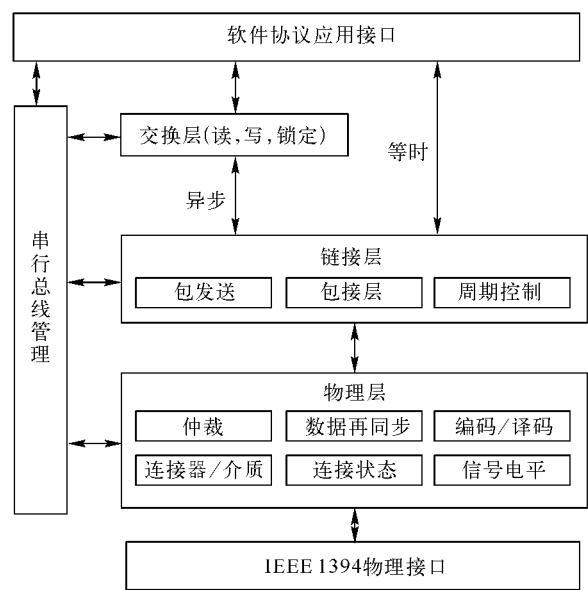 软件协议应用接口
交换层(读,写,锁定)
等时
异步
串行总线管理
链接层
包发送
包接层
周期控制
物理层
仲裁
数据再同步
编码/译码
连接器/介质
连接状态
信号电平
IEEE 1394物理接口